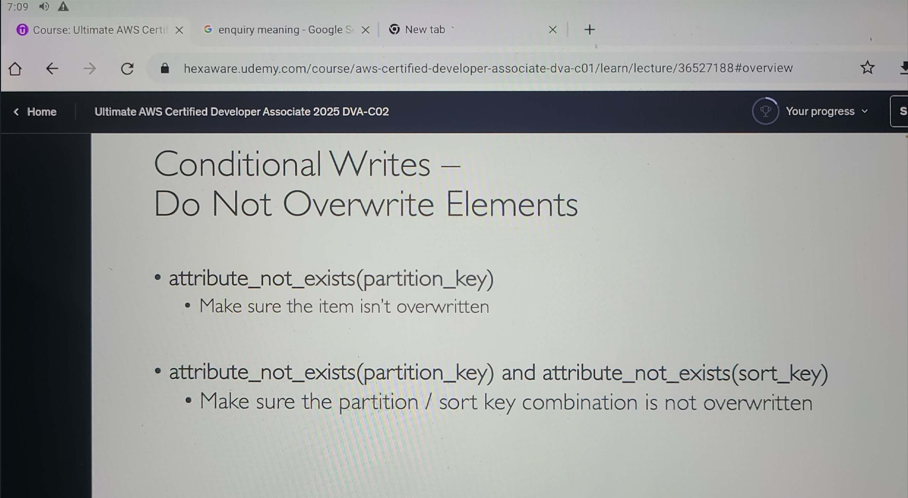 7:09
Course: Ultimate AWS Certi
enquiry meaning - Google S
New tab
hexaware.udemy.com/course/aws-certified-developer-associate-dva-c01/learn/lecture/36527188#overview
Home
Ultimate AWS Certified Developer Associate 2025 DVA-C02
Your progress
S
Conditional Writes –
Do Not Overwrite Elements
• attribute_not_exists(partition_key)
• Make sure the item isn't overwritten
• attribute_not_exists(partition_key) and attribute_not_exists(sort_key)
• Make sure the partition / sort key combination is not overwritten